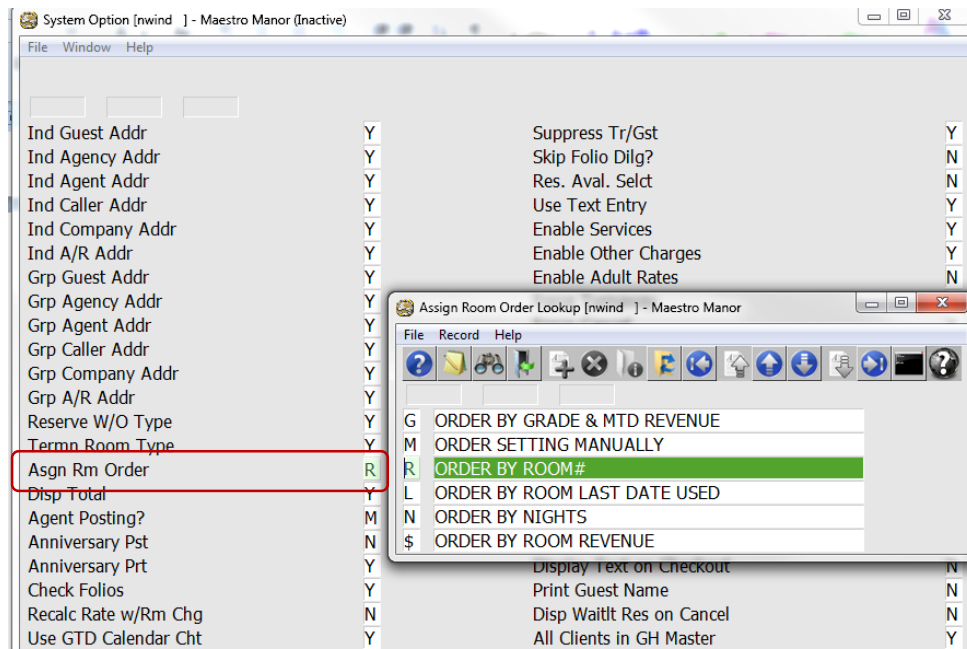 System Option [nwind ] - Maestro Manor (Inactive)
File Window Help
Ind Guest Addr Y Suppress Tr/Gst Y
Ind Agency Addr Y Skip Folio Dilg? N
Ind Agent Addr Y Res. Aval. Selct N
Ind Caller Addr Y Use Text Entry Y
Ind Company Addr Y Enable Services Y
Ind A/R Addr Y Enable Other Charges Y
Grp Guest Addr Y Enable Adult Rates N
Grp Agency Addr Y
Grp Agent Addr Y
Grp Caller Addr Y
Grp Company Addr Y
Grp A/R Addr Y
Reserve W/O Type Y
Termn Room Type Y
Asgn Rm Order R
Disp Total Y
Agent Posting? M
Anniversary Pst N
Anniversary Prt Y Display Text on Checkout N
Check Folios Y Print Guest Name N
Recalc Rate w/Rm Chg N Disp Waitlt Res on Cancel N
Use GTD Calendar Cht Y All Clients in GH Master Y
Assign Room Order Lookup [nwind ] - Maestro Manor
File Record Help
G ORDER BY GRADE & MTD REVENUE
M ORDER SETTING MANUALLY
R ORDER BY ROOM#
L ORDER BY ROOM LAST DATE USED
N ORDER BY NIGHTS
$ ORDER BY ROOM REVENUE